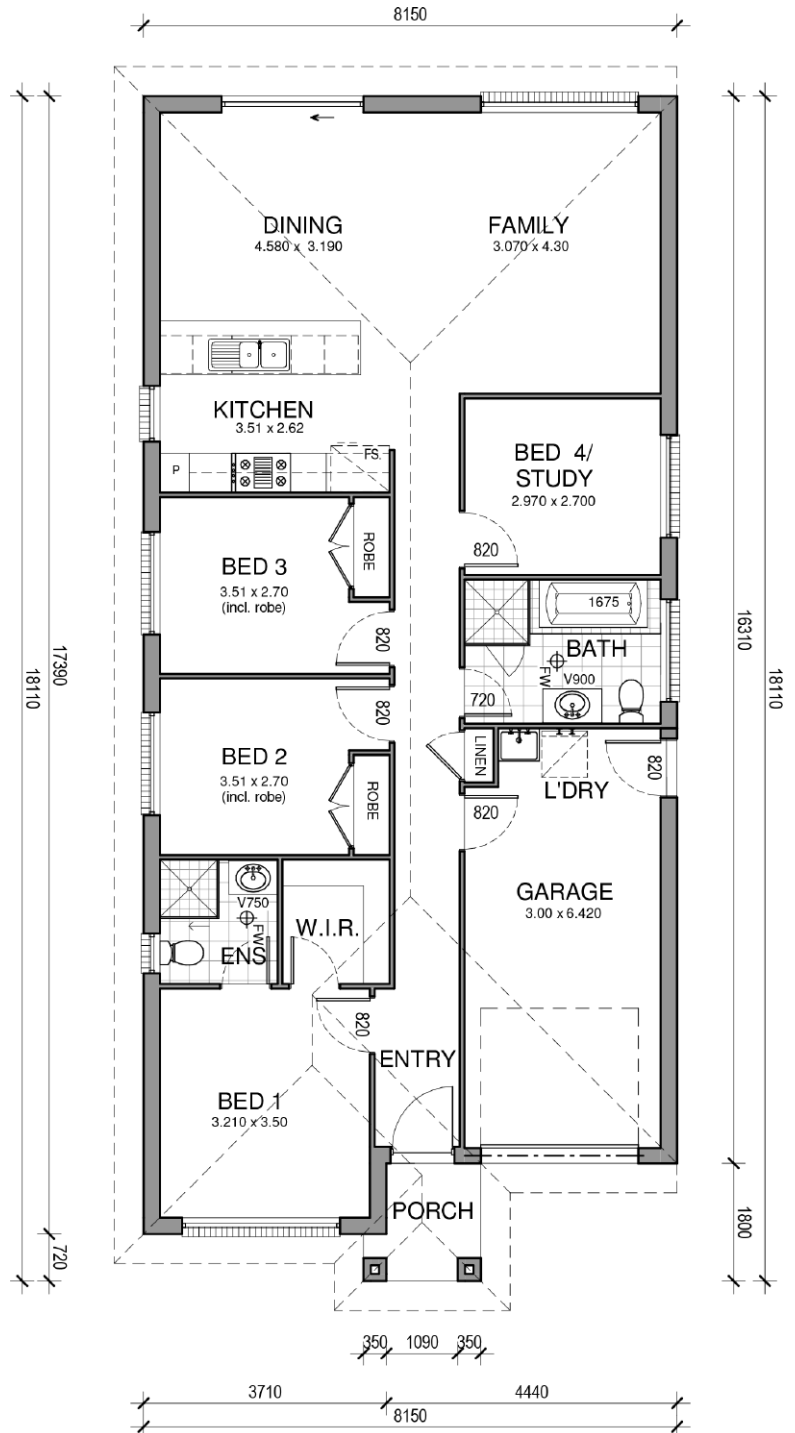 8150
DINING
4.580 x 3.190
FAMILY
3.070 x 4.30
KITCHEN
3.51 x 2.62
P
FS.
BED 4/
STUDY
2.970 x 2.700
820
BED 3
3.51 x 2.70
(incl. robe)
ROBE
820
1675
BATH
FW
V900
720
16310
18110
17390
18110
BED 2
3.51 x 2.70
(incl. robe)
820
ROBE
LINEN
L'DRY
820
820
GARAGE
3.00 x 6.420
V750
FW
ENS
W.I.R.
820
ENTRY
BED 1
3.210 x 3.50
PORCH
720
1800
350
1090
350
3710
4440
8150